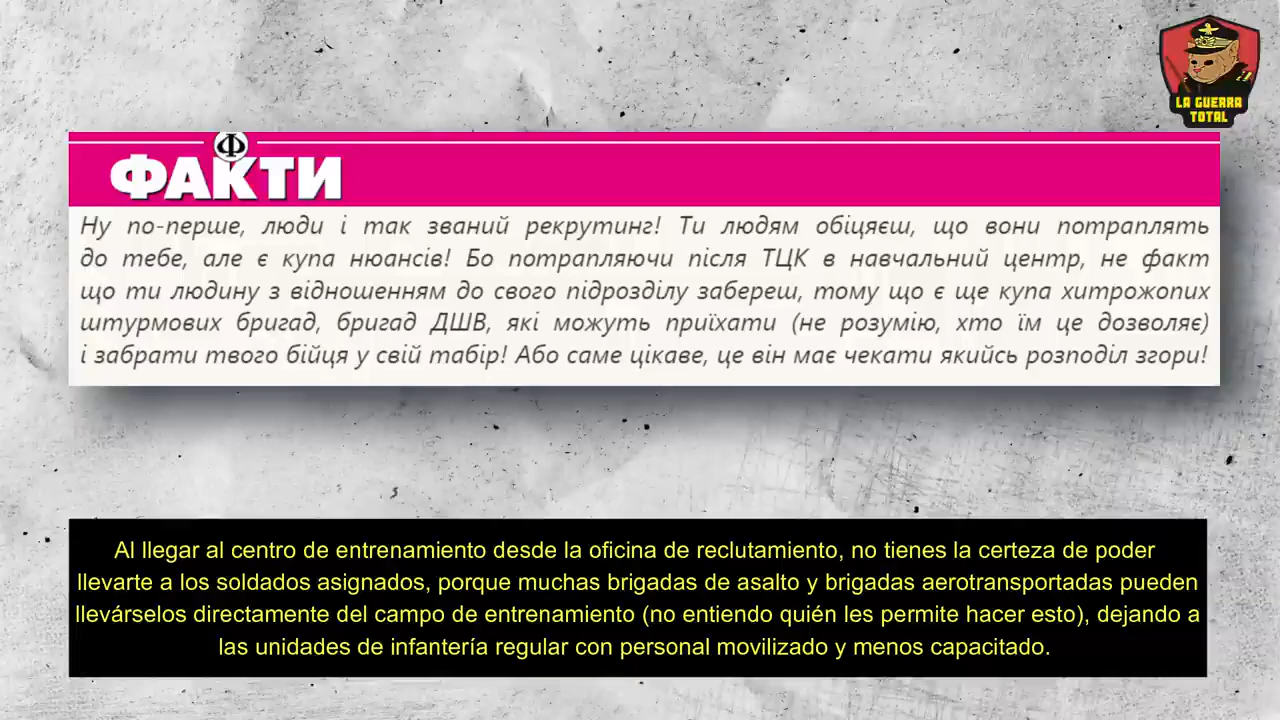 LA GUERRA
TOTAL
Ф
ФАКТИ
Ну по-перше, люди і так званий рекрутинг! Ти людям обіцяєш, що вони потраплять
до тебе, але є купа нюансів! Бо потрапляючи після ТЦК в навчальний центр, не факт
що ти людину з відношенням до свого підрозділу забереш, тому що є ще купа хитрожопих
штурмових бригад, бригад ДШВ, які можуть приїхати (не розумію, хто їм це дозволяє)
і забрати твого бійця у свій табір! Або саме цікаве, це він має чекати якийсь розподіл згори!
Al llegar al centro de entrenamiento desde la oficina de reclutamiento, no tienes la certeza de poder
llevarte a los soldados asignados, porque muchas brigadas de asalto y brigadas aerotransportadas pueden
llevárselos directamente del campo de entrenamiento (no entiendo quién les permite hacer esto), dejando a
las unidades de infantería regular con personal movilizado y menos capacitado.